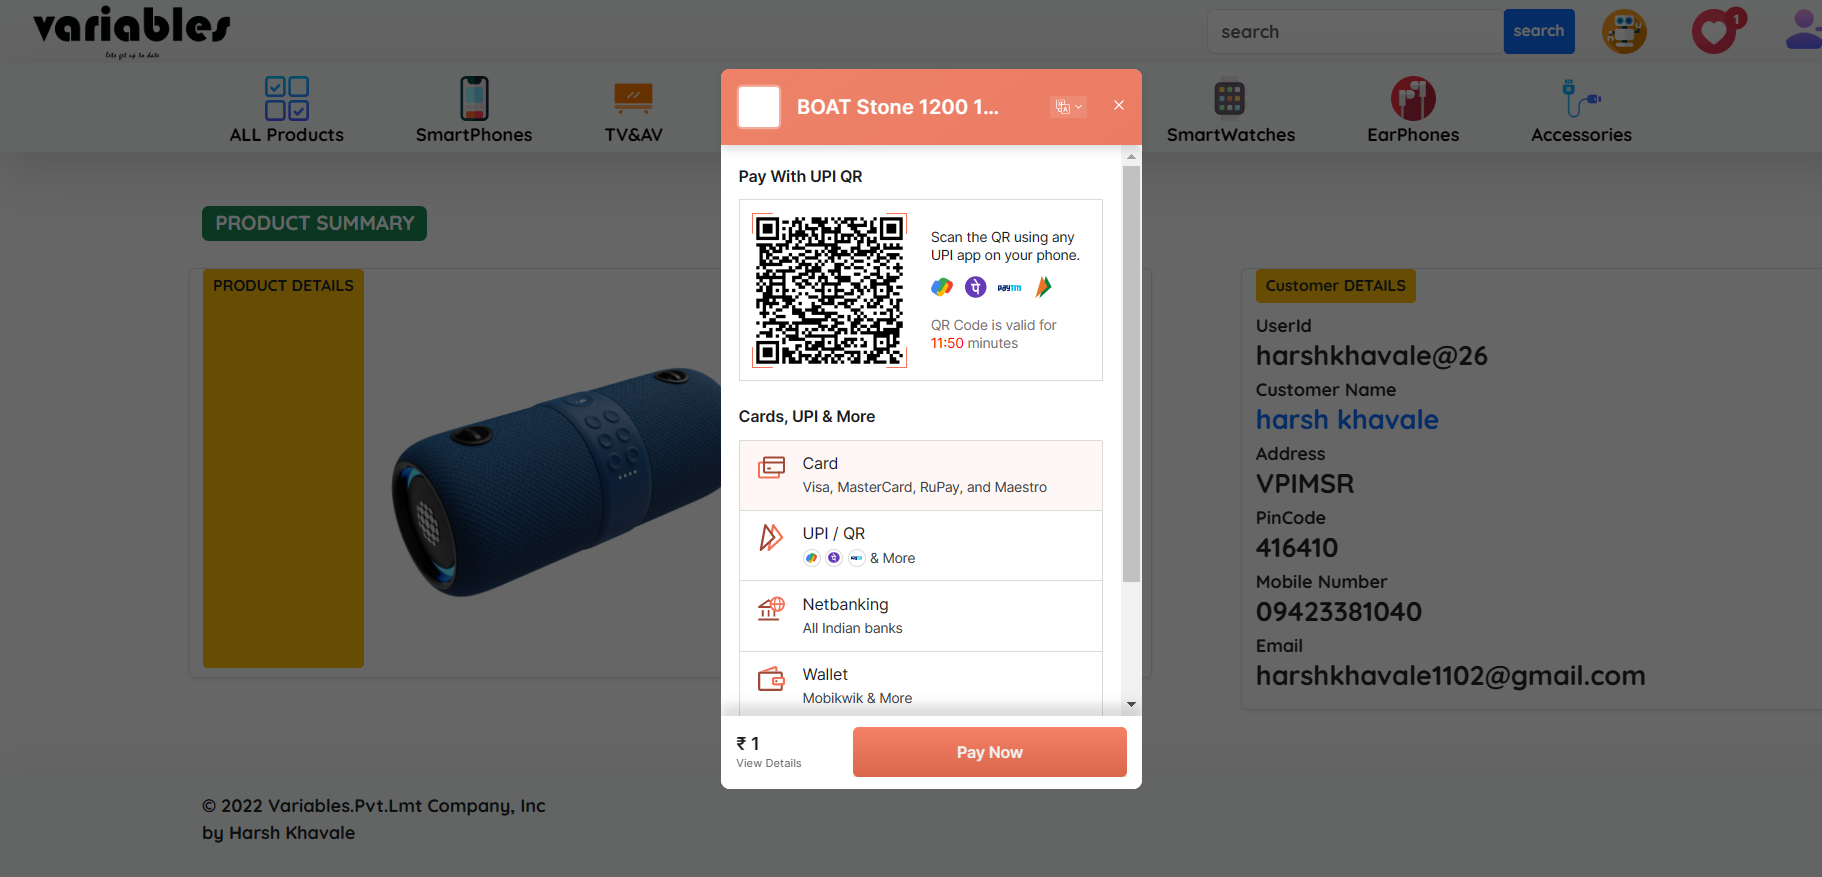 variables
lets get up to date
search
search
1
ALL Products
SmartPhones
TV&AV
SmartWatches
EarPhones
Accessories
BOAT Stone 1200 1...
Pay With UPI QR
Scan the QR using any
UPI app on your phone.
paytm
QR Code is valid for
11:50 minutes
Cards, UPI & More
Card
Visa, MasterCard, RuPay, and Maestro
UPI / QR
& More
Netbanking
All Indian banks
Wallet
Mobikwik & More
₹ 1
View Details
Pay Now
PRODUCT SUMMARY
PRODUCT DETAILS
Customer DETAILS
UserId
harshkhavale@26
Customer Name
harsh khavale
Address
VPIMSR
PinCode
416410
Mobile Number
09423381040
Email
harshkhavale1102@gmail.com
© 2022 Variables.Pvt.Lmt Company, Inc
by Harsh Khavale